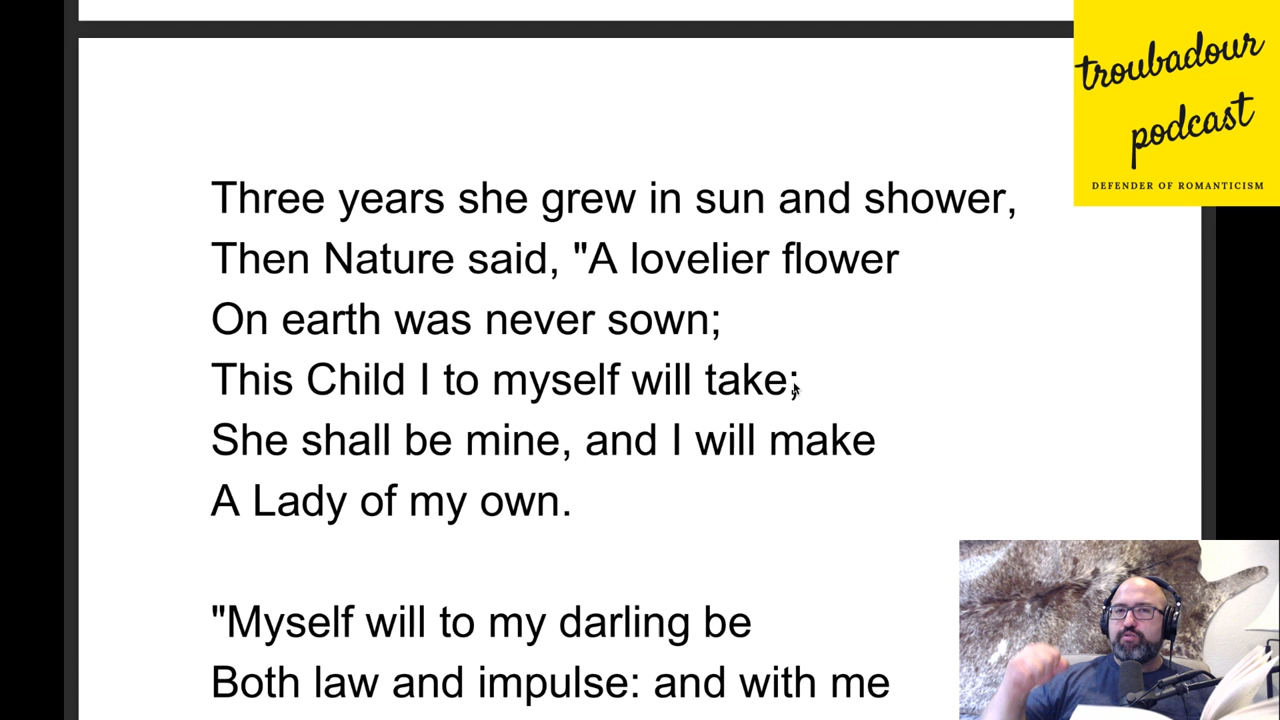 troubadour
podcast
DEFENDER OF ROMANTICISM
Three years she grew in sun and shower,
Then Nature said, "A lovelier flower
On earth was never sown;
This Child I to myself will take;
She shall be mine, and I will make
A Lady of my own.
"Myself will to my darling be
Both law and impulse: and with me